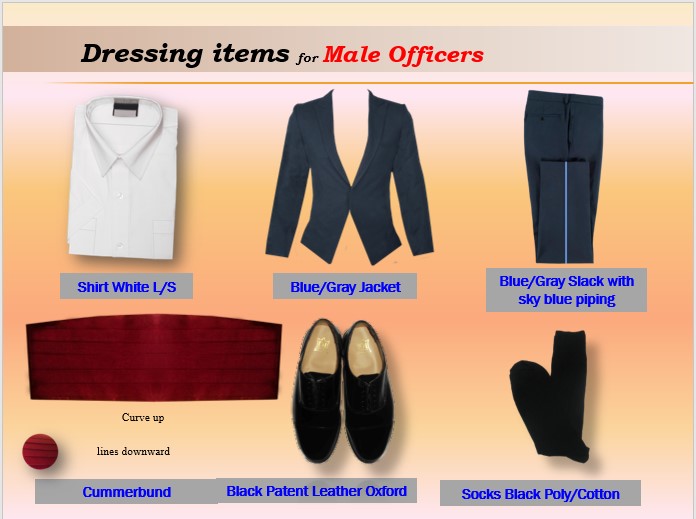 Dressing items for Male Officers
Shirt White L/S
Blue/Gray Jacket
Blue/Gray Slack with
sky blue piping
Curve up
lines downward
Cummerbund
Black Patent Leather Oxford
Socks Black Poly/Cotton